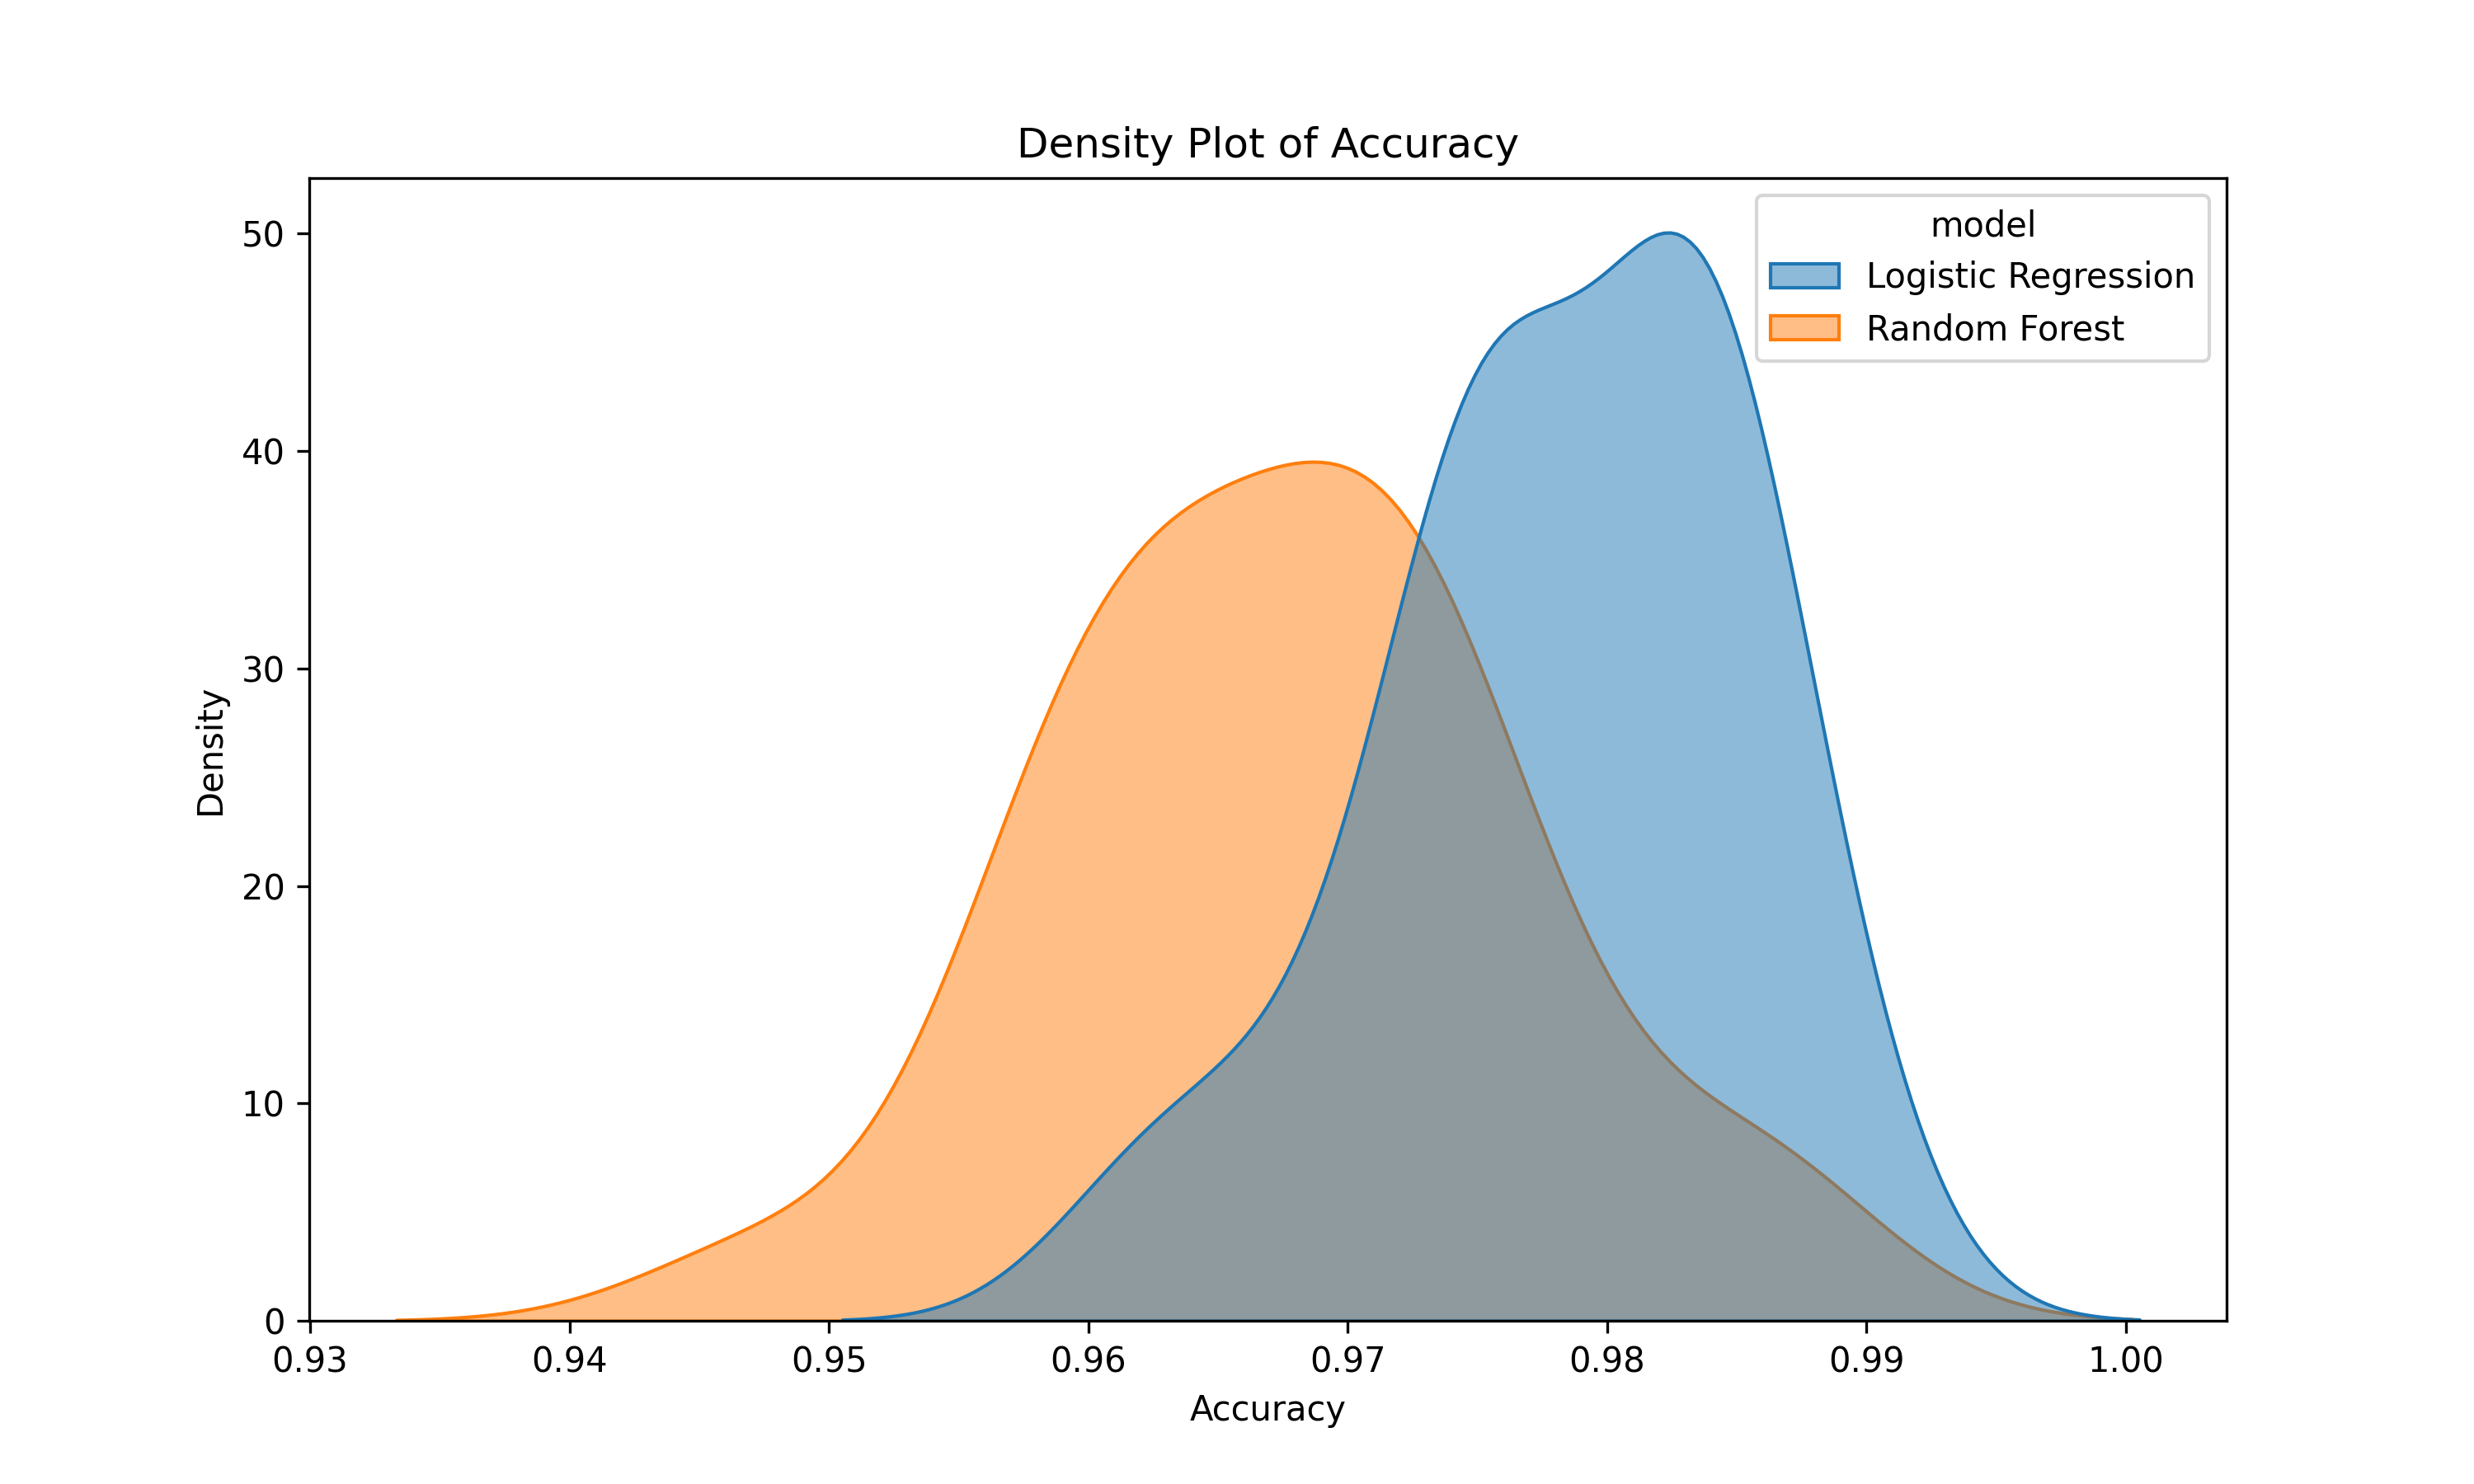 Density Plot of Accuracy
model
Logistic Regression
Random Forest
50
40
30
20
10
0
Density
0.93 0.94 0.95 0.96 0.97 0.98 0.99 1.00
Accuracy